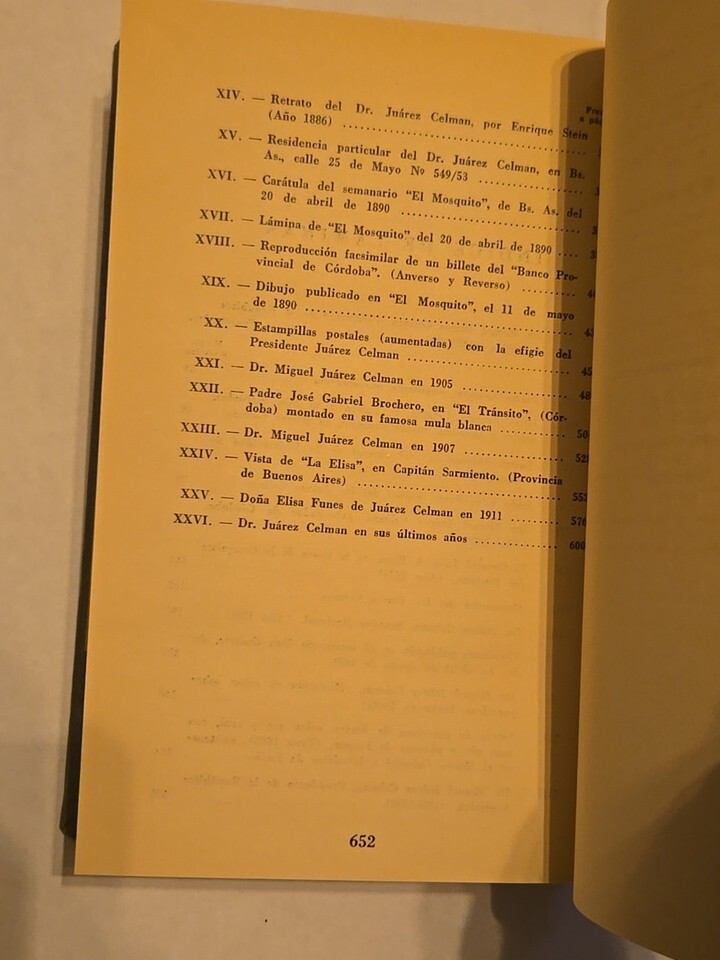 XIV. — Retrato del Dr. Juárez Celman, por Enrique Stein
(Año 1886)
XV. — Residencia particular del Dr. Juárez Celman, en Bs.
As., calle 25 de Mayo Nº 549/53
XVI. — Carátula del semanario "El Mosquito", de Bs. As. del
20 de abril de 1890
XVII. — Lámina de "El Mosquito" del 20 de abril de 1890
XVIII. — Reproducción facsimilar de un billete del "Banco Pro-
vincial de Córdoba". (Anverso y Reverso)
XIX. — Dibujo publicado en "El Mosquito", el 11 de mayo
de 1890
XX. — Estampillas postales (aumentadas) con la efigie del
Presidente Juárez Celman
XXI. — Dr. Miguel Juárez Celman en 1905
XXII. — Padre José Gabriel Brochero, en "El Tránsito", (Cór-
doba) montado en su famosa mula blanca
XXIII. — Dr. Miguel Juárez Celman en 1907
XXIV. — Vista de "La Elisa", en Capitán Sarmiento. (Provincia
de Buenos Aires) 552
XXV. — Doña Elisa Funes de Juárez Celman en 1911 576
XXVI. — Dr. Juárez Celman en sus últimos años 600
652